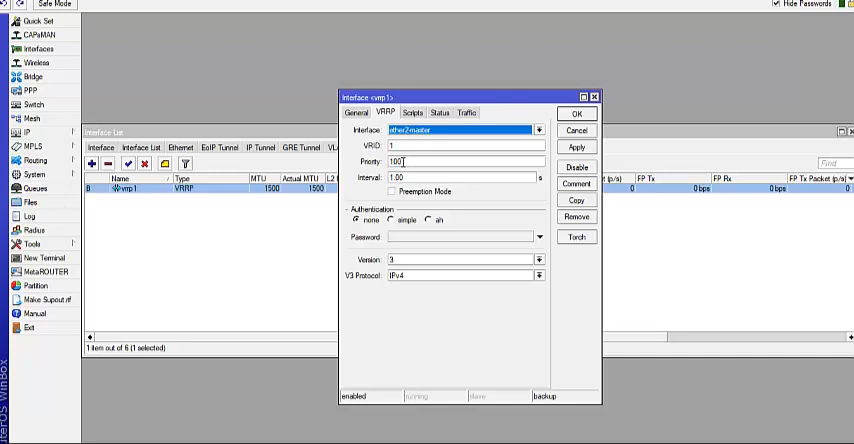 Safe Mode
Hide Passwords
Quick Set
CAPsMAN
Interfaces
Wireless
Bridge
PPP
Switch
Mesh
IP
MPLS
Routing
System
Queues
Files
Log
Radius
Tools
New Terminal
MetaROUTER
Partition
Make Supout.rif
Manual
Exit
uterOS WinBox
Interface List
Interface Interface List Ethernet EoIP Tunnel IP Tunnel GRE Tunnel
Find
Name Type MTU Actual MTU L2 (p/s) FP Tx FP Rx FP Tx Packet (p/s)
B vrrp1 VRRP 1500 1500 0 0 bps 0 bps 0
1 item out of 6 (1 selected)
Interface <vrrp1>
General VRRP Scripts Status Traffic
Interface: ether2-master
VRID: 1
Priority: 100
Interval: 1.00 s
Preemption Mode
Authentication
none simple ah
Password:
Version: 3
V3 Protocol: IPv4
OK
Cancel
Apply
Disable
Comment
Copy
Remove
Torch
enabled running slave backup